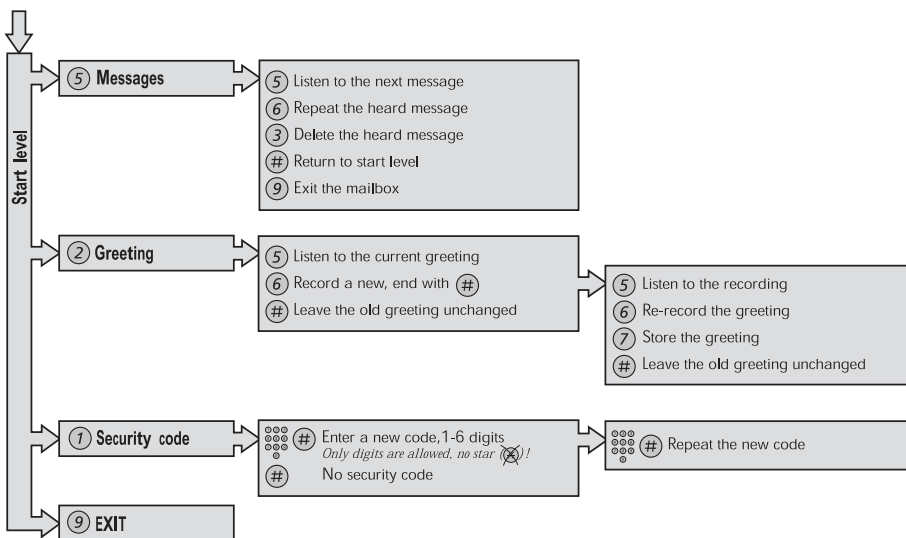 Start level
5 Messages
5 Listen to the next message
6 Repeat the heard message
3 Delete the heard message
# Return to start level
9 Exit the mailbox
2 Greeting
5 Listen to the current greeting
6 Record a new, end with #
# Leave the old greeting unchanged
5 Listen to the recording
6 Re-record the greeting
7 Store the greeting
# Leave the old greeting unchanged
1 Security code
# Enter a new code,1-6 digits
Only digits are allowed, no star (*)!
# No security code
# Repeat the new code
9 EXIT